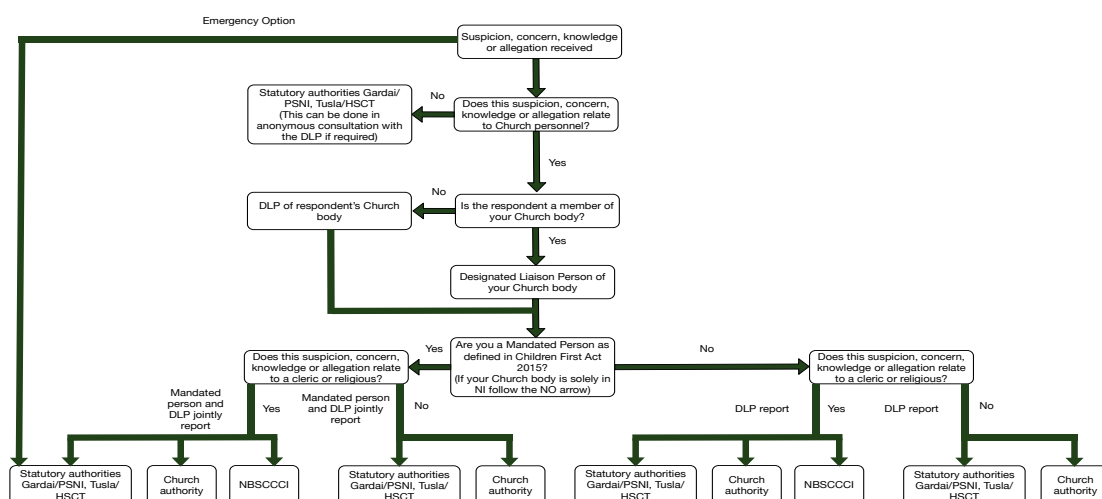 Emergency Option
Suspicion, concern, knowledge
or allegation received
No
Statutory authorities Gardai/
PSNI, Tusla/HSCT
(This can be done in
anonymous consultation with
the DLP if required)
Does this suspicion, concern,
knowledge or allegation relate
to Church personnel?
Yes
No
DLP of respondent's Church
body
Is the respondent a member of
your Church body?
Yes
Designated Liaison Person of
your Church body
Are you a Mandated Person as
defined in Children First Act
2015?
(If your Church body is solely in
NI follow the NO arrow)
Yes
No
Does this suspicion, concern,
knowledge or allegation relate
to a cleric or religious?
Does this suspicion, concern,
knowledge or allegation relate
to a cleric or religious?
Mandated
person and
DLP jointly
report
Yes
Mandated person
and DLP jointly
report
No
DLP report
Yes
DLP report
No
Statutory authorities
Gardai/PSNI, Tusla/
HSCT
Church
authority
NBSCCCI
Statutory authorities
Gardai/PSNI, Tusla/
HSCT
Church
authority
Statutory authorities
Gardai/PSNI, Tusla/
HSCT
Church
authority
NBSCCCI
Statutory authorities
Gardai/PSNI, Tusla/
HSCT
Church
authority